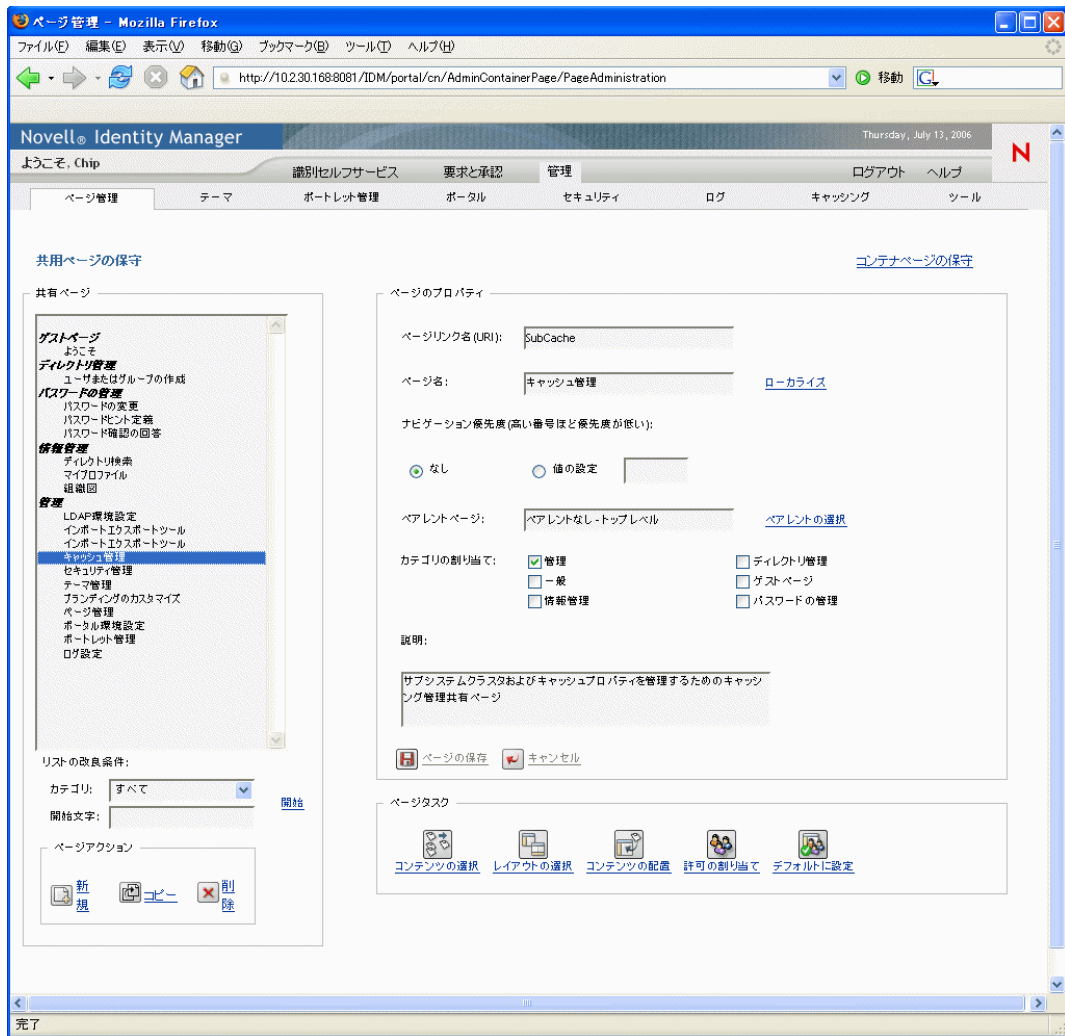 ページ管理 - Mozilla Firefox
ファイル(F) 編集(E) 表示(V) 移動(G) ブックマーク(B) ツール(T) ヘルプ(H)
http://10.2.30.168:8081/IDM/portal/cn/AdminContainerPage/PageAdministration
移動
G
Novell® Identity Manager
Thursday, July 13, 2006
N
ようこそ, Chip
識別セルフサービス 要求と承認 管理 ログアウト ヘルプ
ページ管理 テーマ ポートレット管理 ポータル セキュリティ ログ キャッシング ツール
共用ページの保守
コンテナページの保守
共有ページ
ゲストページ
ようこそ
ディレクトリ管理
ユーザまたはグループの作成
パスワードの管理
パスワードの変更
パスワードヒント定義
パスワード確認の回答
情報管理
ディレクトリ検索
マイプロファイル
組織図
管理
LDAP環境設定
インポートエクスポートツール
インポートエクスポートツール
キャッシュ管理
セキュリティ管理
テーマ管理
ブランディングのカスタマイズ
ページ管理
ポータル環境設定
ポートレット管理
ログ設定
リストの改良条件:
カテゴリ: すべて
開始文字:
開始
ページアクション
新規 コピー 削除
ページのプロパティ
ページリンク名(URI): SubCache
ページ名: キャッシュ管理 ローカライズ
ナビゲーション優先度(高い番号ほど優先度が低い):
なし 値の設定
ペアレントページ: ペアレントなし - トップレベル ペアレントの選択
カテゴリの割り当て: 管理 ディレクトリ管理
一般 ゲストページ
情報管理 パスワードの管理
説明:
サブシステムクラスタおよびキャッシュプロパティを管理するためのキャッシ
ング管理共有ページ
ページの保存 キャンセル
ページタスク
コンテンツの選択 レイアウトの選択 コンテンツの配置 許可の割り当て デフォルトに設定
完了